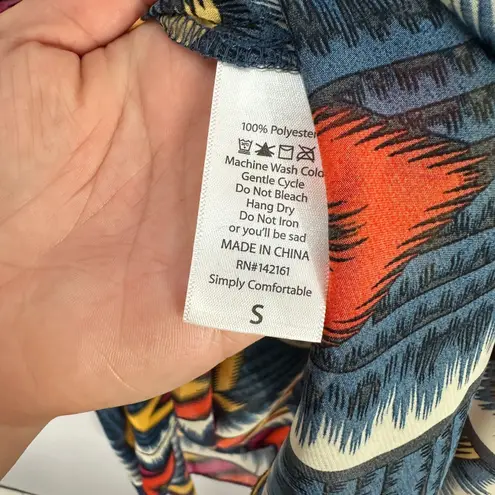 100% Polyester
Machine Wash Cold
Gentle Cycle
Do Not Bleach
Hang Dry
Do Not Iron
or you'll be sad
MADE IN CHINA
RN#142161
Simply Comfortable
S